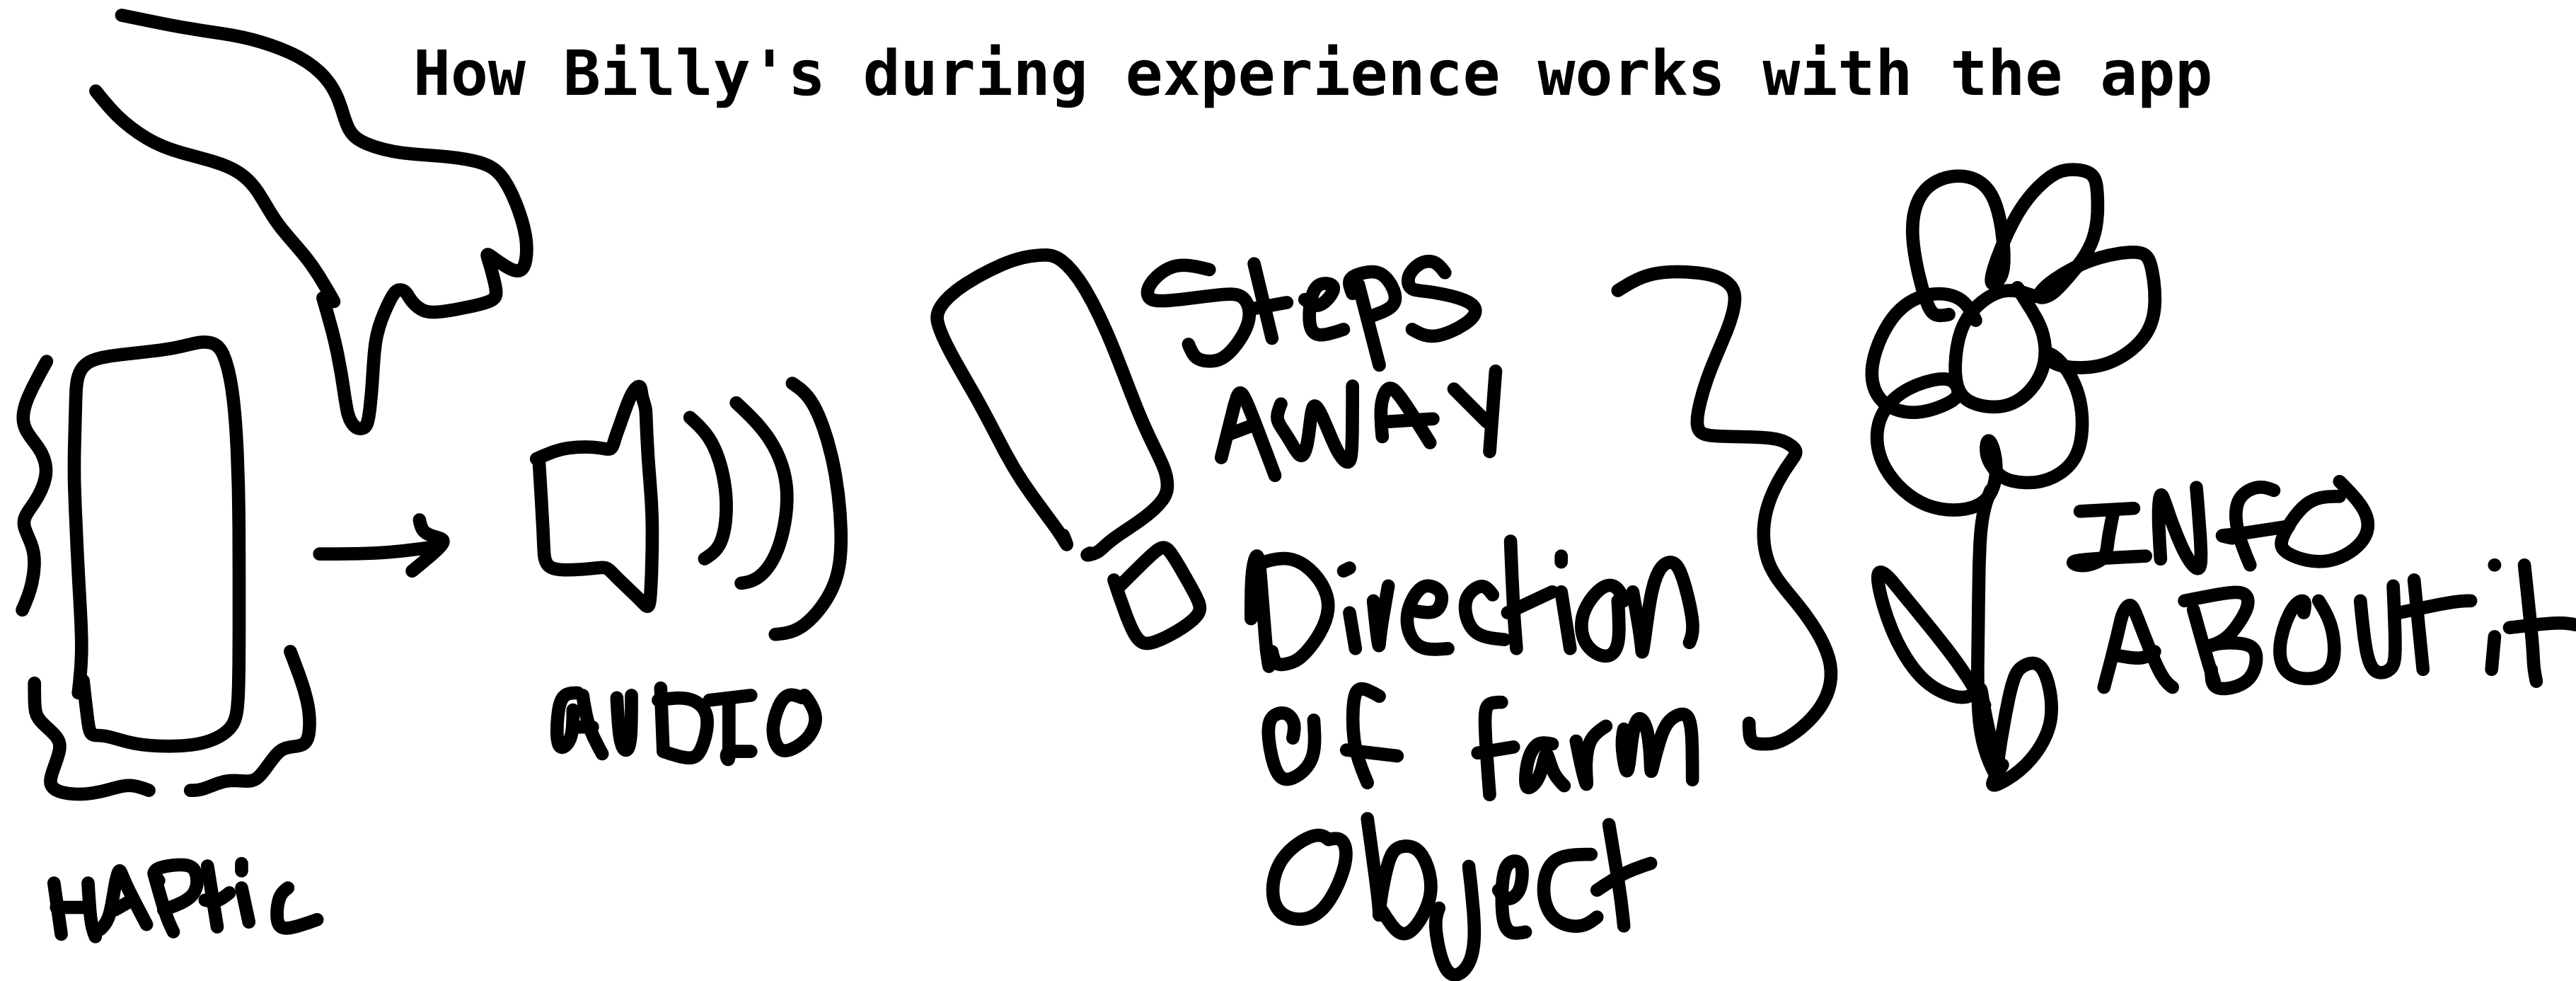 How Billy's during experience works with the app
HAPtic
AUDIO
Steps
AWAY
Direction
of farm
Object
INfO
ABOUt it